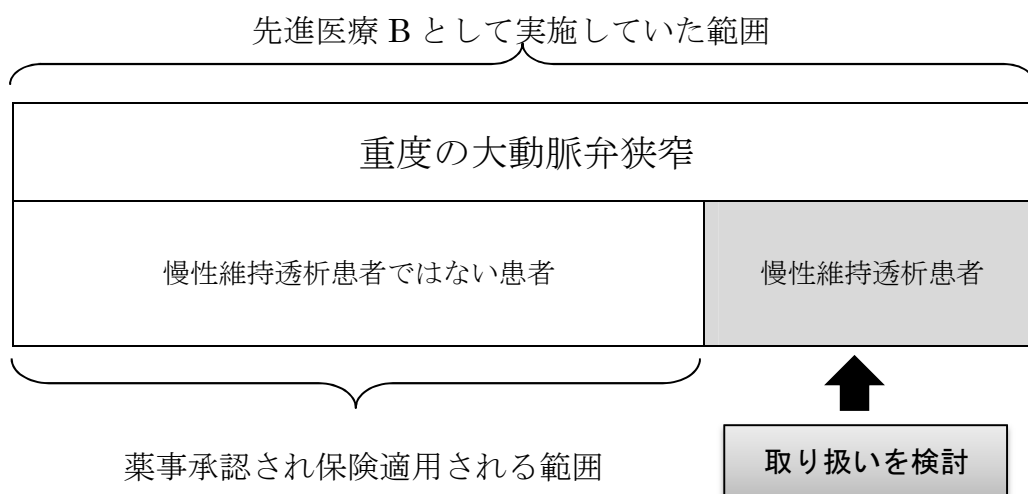 先進医療 B として実施していた範囲
重度の大動脈弁狭窄
慢性維持透析患者ではない患者
慢性維持透析患者
薬事承認され保険適用される範囲
取り扱いを検討